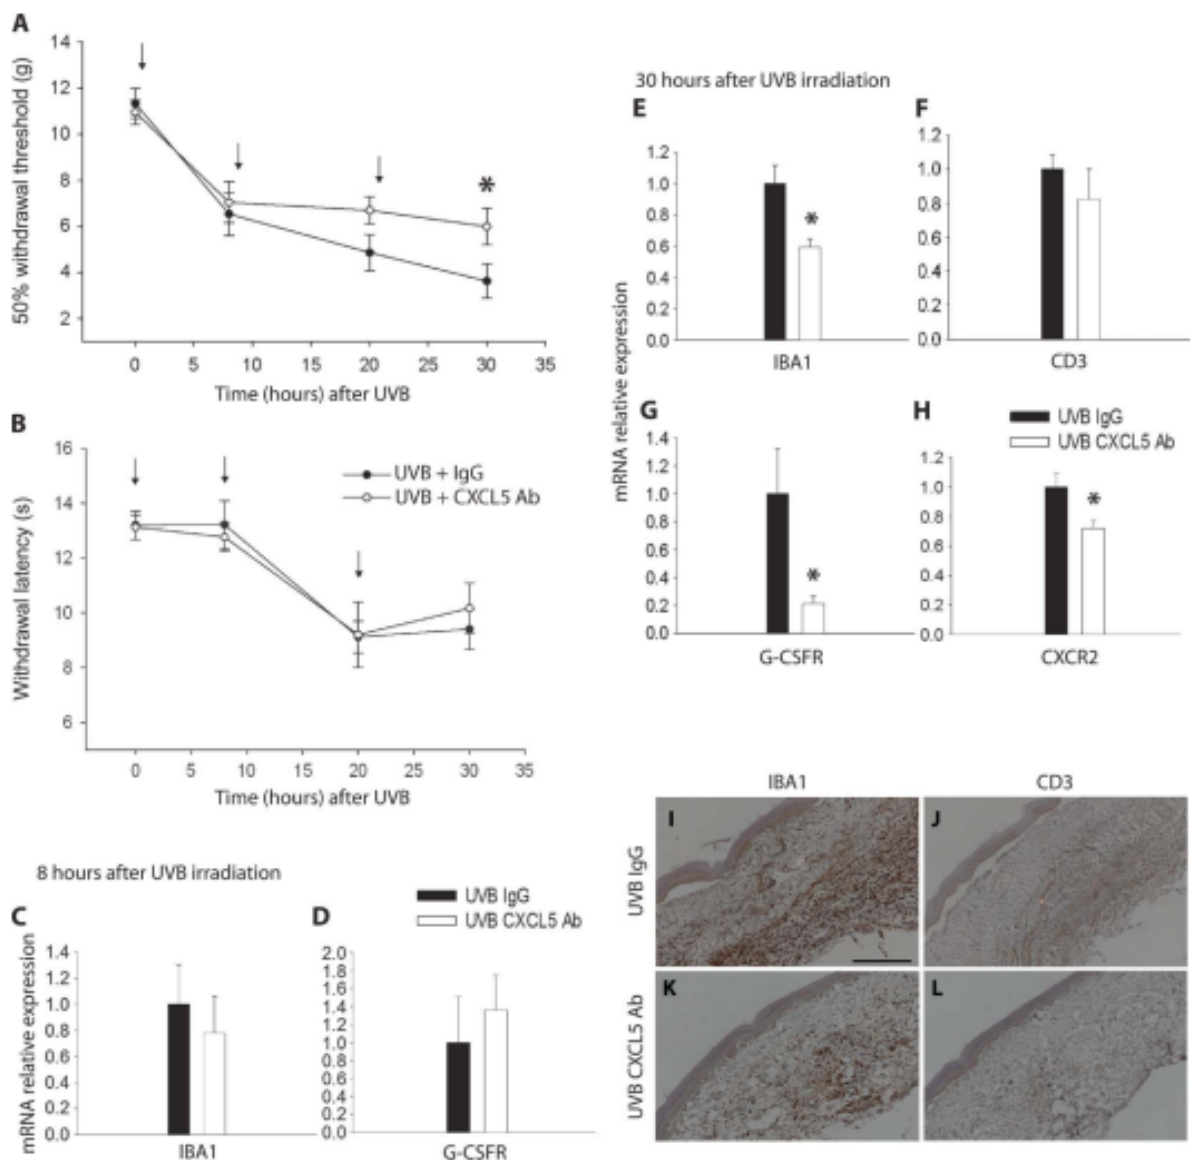 A
14
12
10
8
6
4
2
50% withdrawal threshold (g)
*
0 5 10 15 20 25 30 35
Time (hours) after UVB
B
16
14
12
10
8
6
Withdrawal latency (s)
UVB + IgG
UVB + CXCL5 Ab
0 5 10 15 20 25 30 35
Time (hours) after UVB
8 hours after UVB irradiation
UVB IgG
UVB CXCL5 Ab
C
mRNA relative expression
1.4
1.2
1.0
0.8
0.6
0.4
0.2
0.0
IBA1
D
2.0
1.8
1.6
1.4
1.2
1.0
0.8
0.6
0.4
0.2
0.0
G-CSFR
30 hours after UVB irradiation
mRNA relative expression
E
1.2
1.0
0.8
0.6
0.4
0.2
0.0
*
IBA1
F
1.2
1.0
0.8
0.6
0.4
0.2
0.0
CD3
G
1.4
1.2
1.0
0.8
0.6
0.4
0.2
0.0
*
G-CSFR
H
UVB IgG
UVB CXCL5 Ab
1.2
1.0
0.8
0.6
0.4
0.2
0.0
*
CXCR2
IBA1 CD3
UVB IgG
I J
UVB CXCL5 Ab
K L